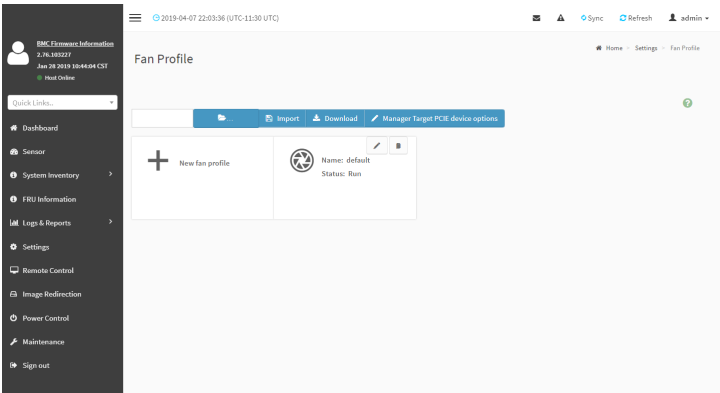 2019-04-07 22:03:36 (UTC-11:30 UTC)
Sync
Refresh
admin
BMC Firmware Information
2.76.103227
Jan 28 2019 10:44:04 CST
Host Online
Quick Links..
Dashboard
Sensor
System Inventory
FRU Information
Logs & Reports
Settings
Remote Control
Image Redirection
Power Control
Maintenance
Sign out
Fan Profile
Home - Settings - Fan Profile
...
Import
Download
Manager Target PCIE device options
New fan profile
Name: default
Status: Run